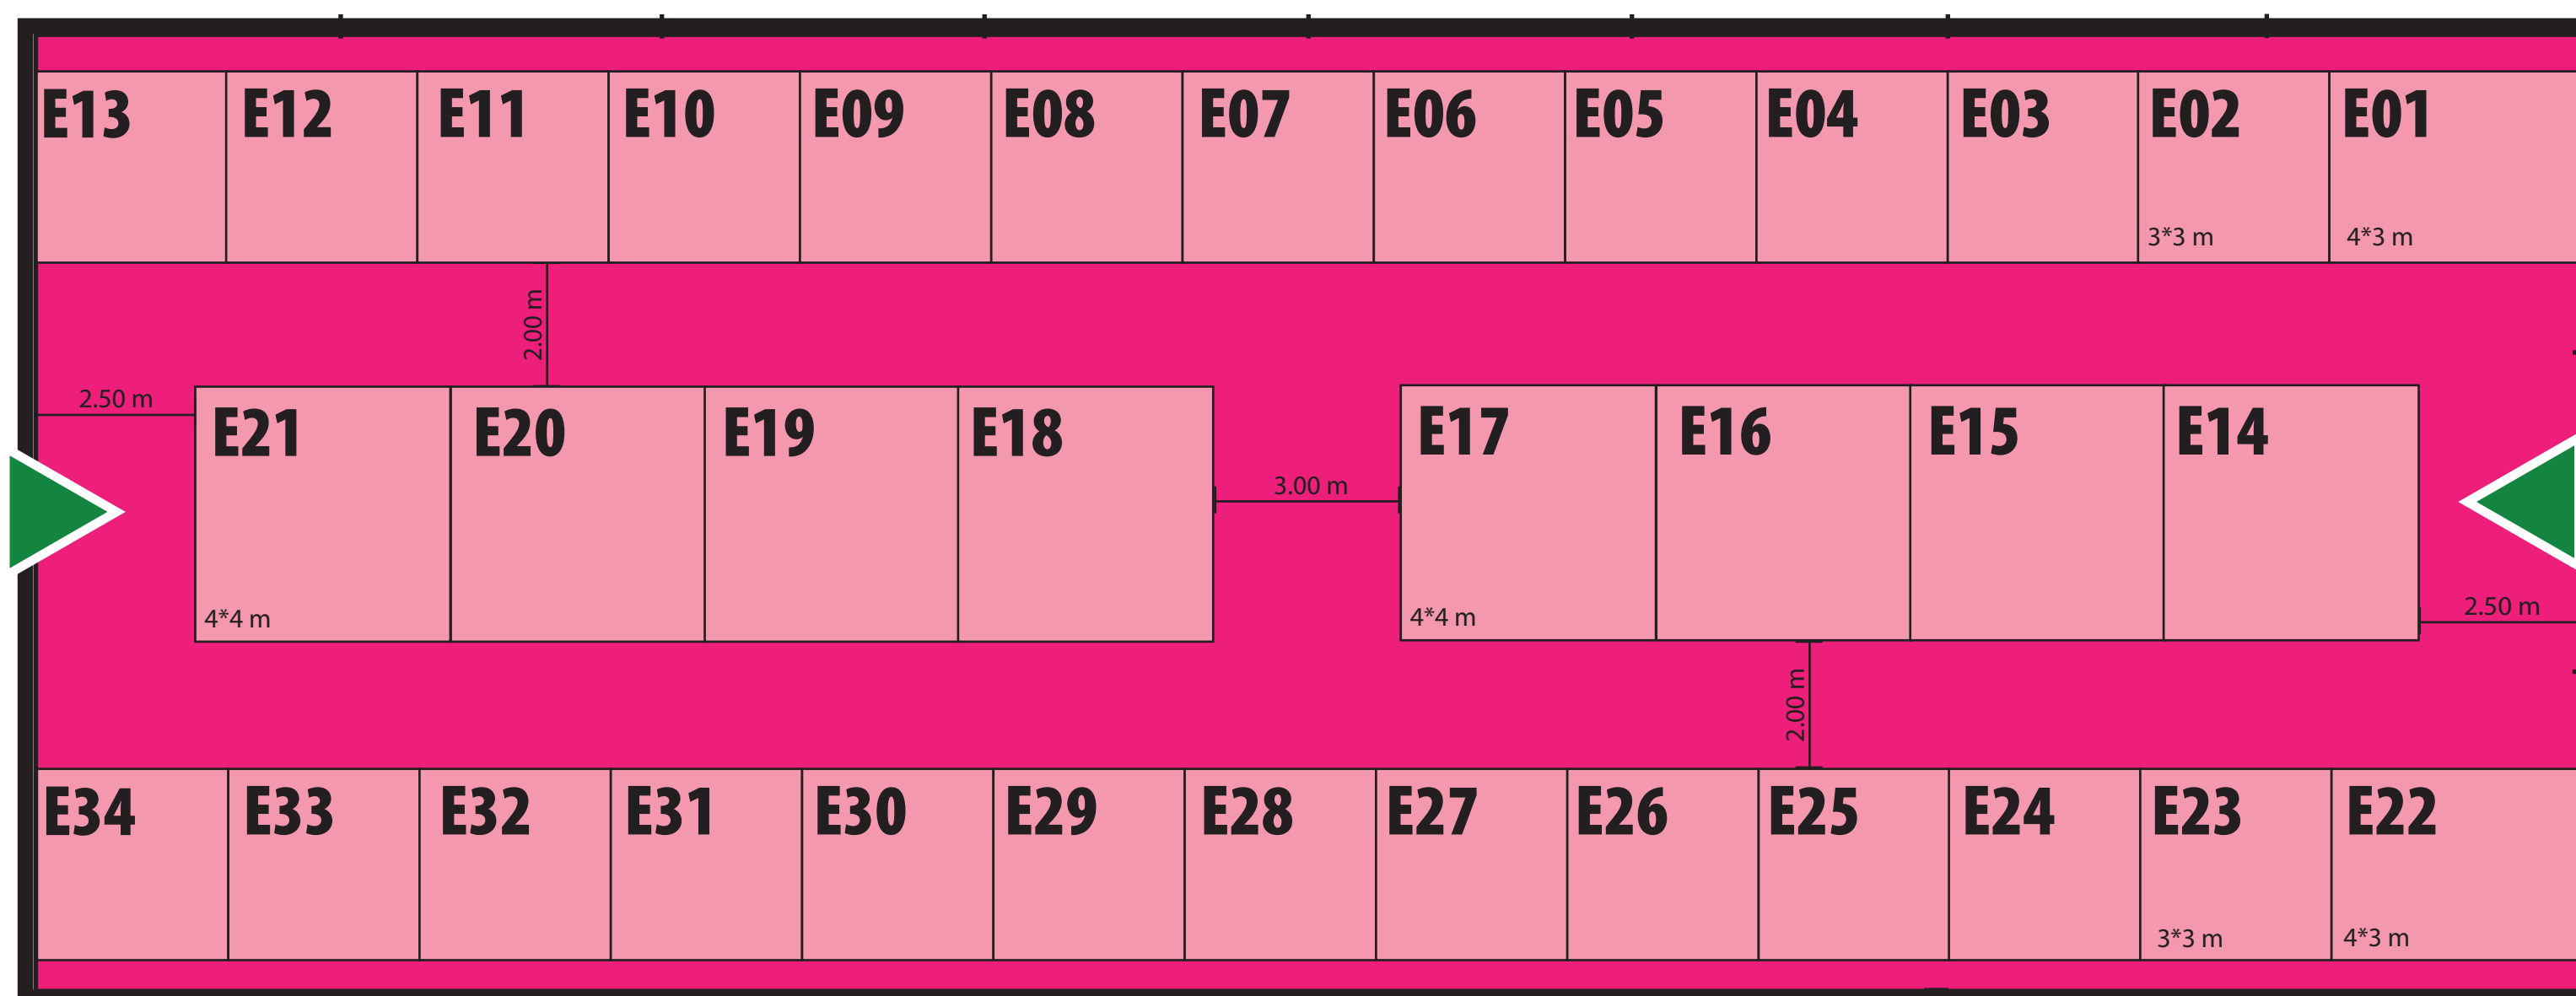 E13 E12 E11 E10 E09 E08 E07 E06 E05 E04 E03 E02 E01
3*3 m 4*3 m
2.00 m
2.50 m
E21 E20 E19 E18 E17 E16 E15 E14
3.00 m
4*4 m 4*4 m
2.50 m
2.00 m
E34 E33 E32 E31 E30 E29 E28 E27 E26 E25 E24 E23 E22
3*3 m 4*3 m